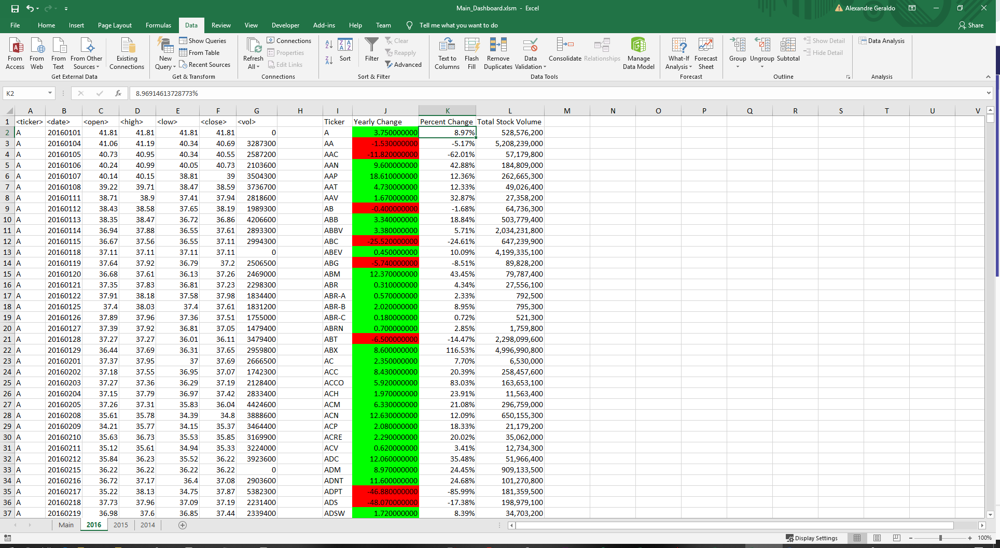 Main_Dashboard.xlsm - Excel
Alexandre Geraldo
File Home Insert Page Layout Formulas Data Review View Developer Add-ins Help Team Tell me what you want to do Share
From Access
From Web
From Text
From Other Sources
Existing Connections
Get External Data
New Query
Show Queries
From Table
Recent Sources
Get & Transform
Refresh All
Connections
Properties
Edit Links
Connections
Sort
Filter
Clear
Reapply
Advanced
Sort & Filter
Text to Columns
Flash Fill
Remove Duplicates
Data Validation
Consolidate
Relationships
Manage Data Model
Data Tools
What-If Analysis
Forecast Sheet
Forecast
Group
Ungroup
Subtotal
Show Detail
Hide Detail
Outline
Data Analysis
Analysis
K2 fx 8.96914613728773%
A B C D E F G H I J K L M N O P Q R S T U V
1 <ticker> <date> <open> <high> <low> <close> <vol> Ticker Yearly Change Percent Change Total Stock Volume
2 A 20160101 41.81 41.81 41.81 41.81 0 A 3.750000000 8.97% 528,576,200
3 A 20160104 41.06 41.19 40.34 40.69 3287300 AA -1.530000000 -5.17% 5,208,239,000
4 A 20160105 40.73 40.95 40.34 40.55 2587200 AAC -11.820000000 -62.01% 57,179,800
5 A 20160106 40.24 40.99 40.05 40.73 2103600 AAN 9.600000000 42.88% 184,809,000
6 A 20160107 40.14 40.15 38.81 39 3504300 AAP 18.610000000 12.36% 262,665,300
7 A 20160108 39.22 39.71 38.47 38.59 3736700 AAT 4.730000000 12.33% 49,026,400
8 A 20160111 38.71 38.9 37.41 37.94 2818600 AAV 1.670000000 32.87% 27,358,200
9 A 20160112 38.43 38.58 37.65 38.19 1989300 AB -0.400000000 -1.68% 64,736,300
10 A 20160113 38.35 38.47 36.72 36.86 4206600 ABB 3.340000000 18.84% 503,779,400
11 A 20160114 36.94 37.88 36.55 37.61 2893300 ABBV 3.380000000 5.71% 2,034,231,800
12 A 20160115 36.67 37.56 36.55 37.11 2994300 ABC -25.520000000 -24.61% 647,239,900
13 A 20160118 37.11 37.11 37.11 37.11 0 ABEV 0.450000000 10.09% 4,199,335,100
14 A 20160119 37.64 37.92 36.79 37.2 2506500 ABG -5.740000000 -8.51% 89,828,200
15 A 20160120 36.68 37.61 36.13 37.26 2469000 ABM 12.370000000 43.45% 79,787,400
16 A 20160121 37.35 37.83 36.81 37.23 2298300 ABR 0.310000000 4.34% 27,556,100
17 A 20160122 37.91 38.18 37.58 37.98 1834400 ABR-A 0.570000000 2.33% 792,500
18 A 20160125 37.4 38.03 37.4 37.61 1831200 ABR-B 2.020000000 8.95% 795,300
19 A 20160126 37.89 37.96 37.36 37.51 1755000 ABR-C 0.180000000 0.72% 521,300
20 A 20160127 37.39 37.92 36.81 37.05 1479400 ABRN 0.700000000 2.85% 1,759,800
21 A 20160128 37.27 37.27 36.01 36.11 3479400 ABT -6.500000000 -14.47% 2,298,099,600
22 A 20160129 36.44 37.69 36.31 37.65 2959800 ABX 8.600000000 116.53% 4,996,990,800
23 A 20160201 37.37 37.95 37 37.69 2666500 AC 2.350000000 7.70% 6,530,000
24 A 20160202 37.18 37.55 36.95 37.07 1742300 ACC 8.430000000 20.39% 258,457,600
25 A 20160203 37.27 37.36 36.29 37.19 2128400 ACCO 5.920000000 83.03% 163,653,100
26 A 20160204 37.15 37.79 36.97 37.42 2833400 ACH 1.970000000 23.91% 11,563,400
27 A 20160205 37.26 37.31 35.83 36.04 4424600 ACM 6.330000000 21.08% 296,759,000
28 A 20160208 35.61 35.78 34.39 34.8 3888600 ACN 12.630000000 12.09% 650,155,300
29 A 20160209 34.21 35.77 34.15 35.37 3464400 ACP 2.080000000 18.33% 21,179,200
30 A 20160210 35.63 36.73 35.53 35.85 3169900 ACRE 2.290000000 20.02% 35,062,000
31 A 20160211 35.12 35.61 34.94 35.33 3224000 ACV 0.620000000 3.41% 12,734,300
32 A 20160212 35.84 36.23 35.52 36.22 3923600 ADC 12.060000000 35.48% 51,966,400
33 A 20160215 36.22 36.22 36.22 36.22 0 ADM 8.970000000 24.45% 909,133,500
34 A 20160216 36.72 37.17 36.4 37.08 2903600 ADNT 11.600000000 24.68% 101,270,800
35 A 20160217 35.22 38.13 34.75 37.87 5382300 ADPT -46.880000000 -85.99% 181,359,500
36 A 20160218 37.73 37.96 37.09 37.19 2231400 ADS -48.070000000 -17.38% 198,979,100
37 A 20160219 36.98 37.6 36.85 37.44 2339400 ADSW 1.720000000 8.39% 34,703,200
Main 2016 2015 2014
Display Settings 100%